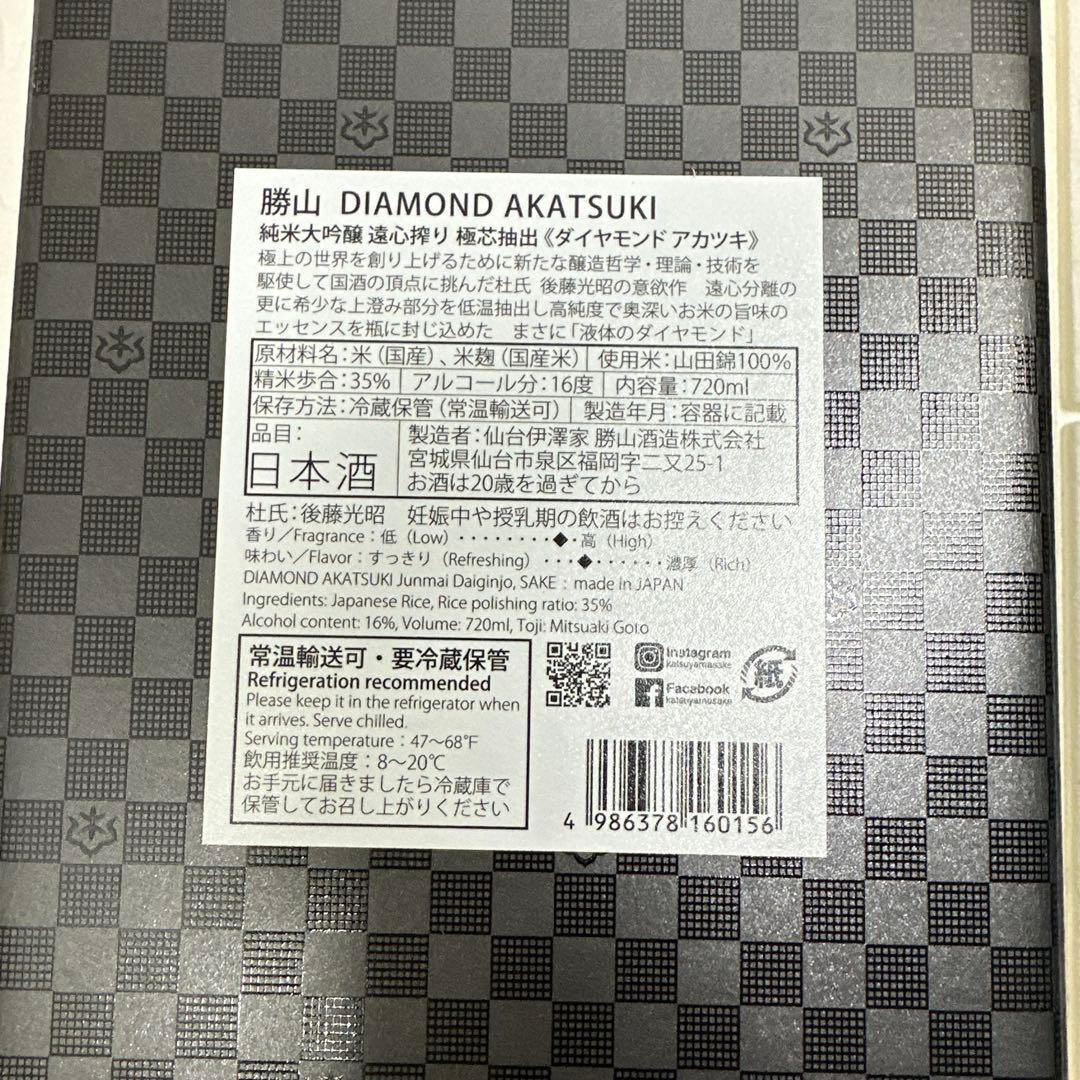 勝山 DIAMOND AKATSUKI
純米大吟醸 遠心搾り 極芯抽出《ダイヤモンド アカツキ》
極上の世界を創り上げるために新たな醸造哲学・理論・技術を
駆使して国酒の頂点に挑んだ杜氏 後藤光昭の意欲作 遠心分離の
更に希少な上澄み部分を低温抽出し高純度で奥深いお米の旨味の
エッセンスを瓶に封じ込めた まさに「液体のダイヤモンド」
原材料名：米（国産）、米麹（国産米）｜使用米：山田錦100%
精米歩合：35%｜アルコール分：16度｜内容量：720ml
保存方法：冷蔵保管（常温輸送可）｜製造年月：容器に記載
品目：
日本酒
製造者：仙台伊澤家 勝山酒造株式会社
宮城県仙台市泉区福岡字二又25-1
お酒は20歳を過ぎてから
杜氏：後藤光昭 妊娠中や授乳期の飲酒はお控えください
香り／Fragrance：低（Low）・・・・・・・・◆・高（High）
味わい／Flavor：すっきり（Refreshing）・・・◆・・・・・・濃厚（Rich）
DIAMOND AKATSUKI Junmai Daiginjo, SAKE : made in JAPAN
Ingredients: Japanese Rice, Rice polishing ratio: 35%
Alcohol content: 16%, Volume: 720ml, Toji: Mitsuaki Goto
常温輸送可・要冷蔵保管
Refrigeration recommended
Please keep it in the refrigerator when
it arrives. Serve chilled.
Serving temperature：47～68°F
飲用推奨温度：8～20℃
お手元に届きましたら冷蔵庫で
保管してお召し上がりください
Instagram
katsuyamasake
Facebook
katsuyamasake
紙
4 986378 160156